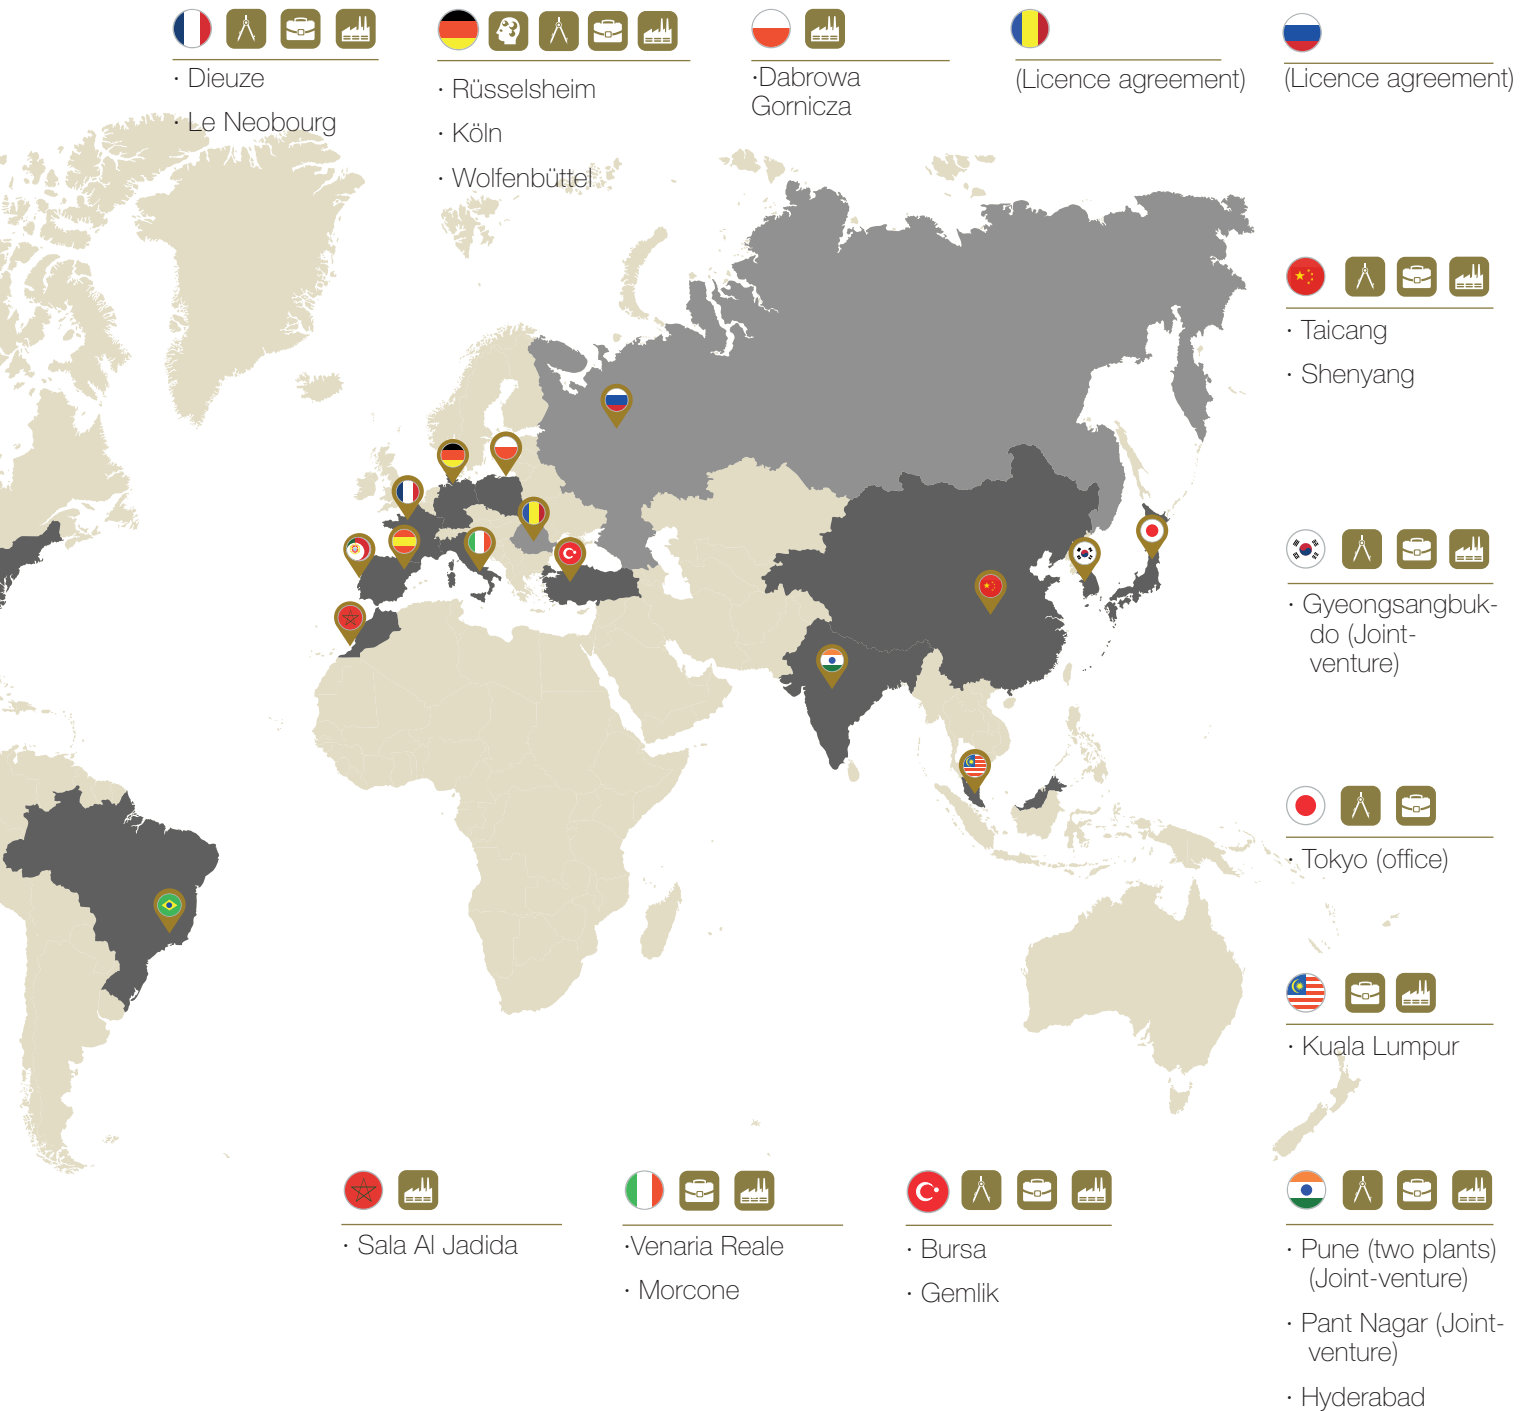 · Dieuze
· Le Neobourg
· Rüsselsheim
· Köln
· Wolfenbüttel
·Dabrowa
Gornicza
(Licence agreement)
(Licence agreement)
· Taicang
· Shenyang
· Gyeongsangbuk-
do (Joint-
venture)
· Tokyo (office)
· Kuala Lumpur
· Sala Al Jadida
·Venaria Reale
· Morcone
· Bursa
· Gemlik
· Pune (two plants)
(Joint-venture)
· Pant Nagar (Joint-
venture)
· Hyderabad